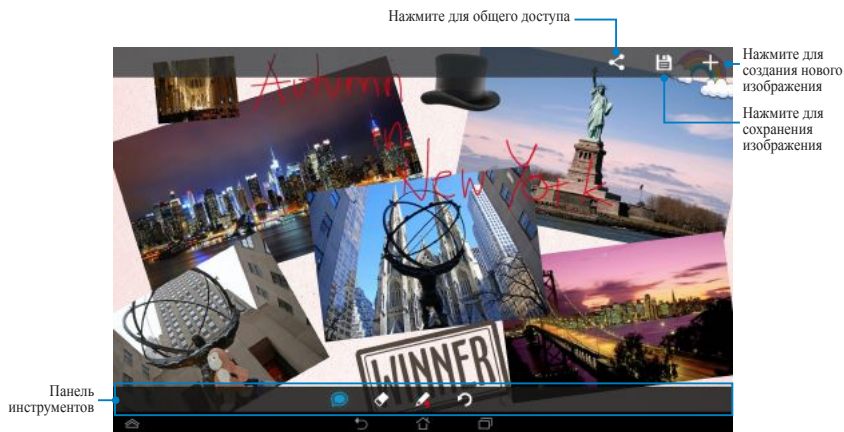 Нажмите для общего доступа
Нажмите для
создания нового
изображения
Нажмите для
сохранения
изображения
Autumn
in
New York
WINNER
Панель
инструментов